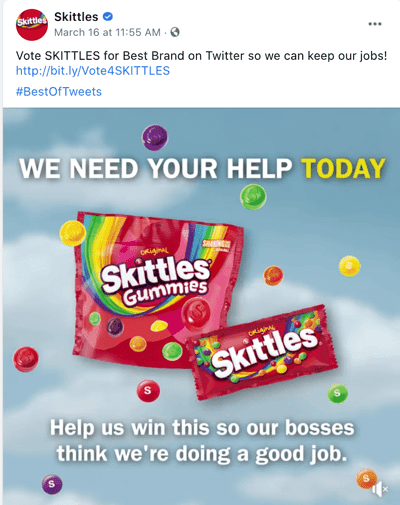 Skittles
March 16 at 11:55 AM ·
Vote SKITTLES for Best Brand on Twitter so we can keep our jobs!
http://bit.ly/Vote4SKITTLES
#BestOfTweets
WE NEED YOUR HELP TODAY
ORIGINAL
Skittles
Gummies
ORIGINAL
Skittles
Help us win this so our bosses
think we're doing a good job.